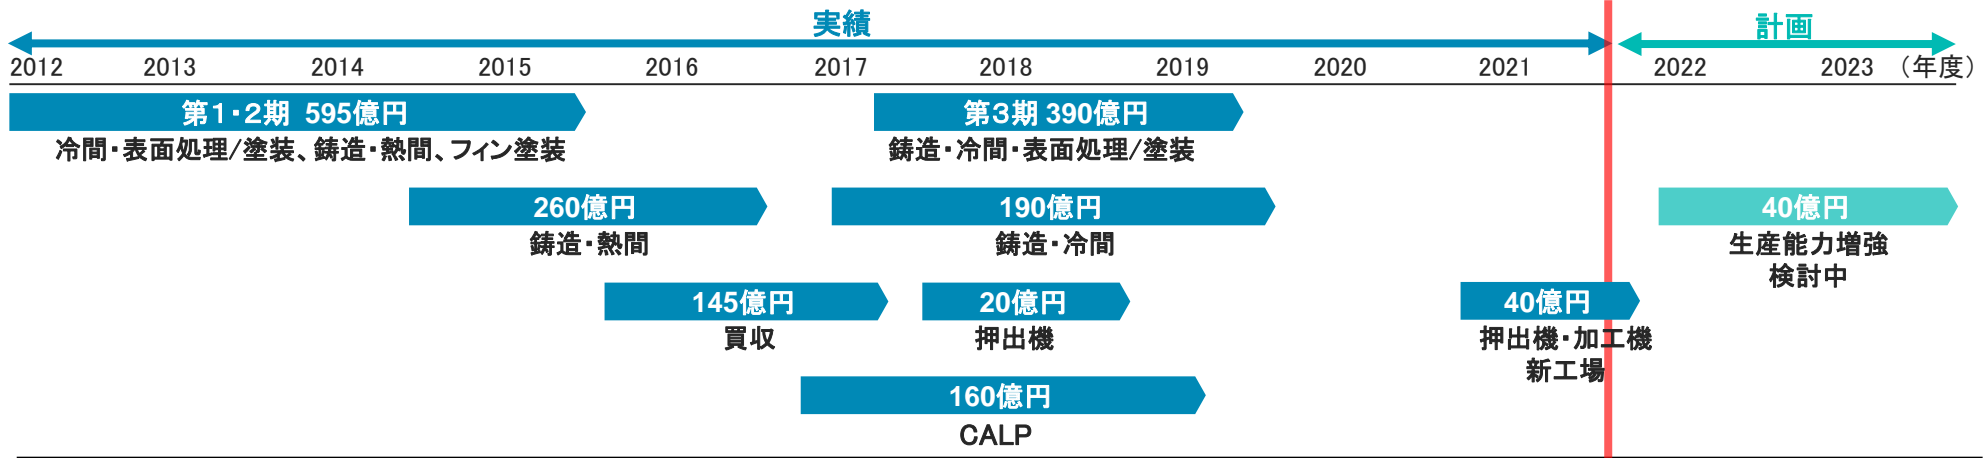 実績
計画
2012 2013 2014 2015 2016 2017 2018 2019 2020 2021 2022 2023 （年度）
第１・２期 595億円
第３期 390億円
冷間・表面処理/塗装、鋳造・熱間、フィン塗装
鋳造・冷間・表面処理/塗装
260億円
190億円
40億円
鋳造・熱間
鋳造・冷間
生産能力増強
検討中
145億円
20億円
40億円
買収
押出機
押出機・加工機
新工場
160億円
CALP